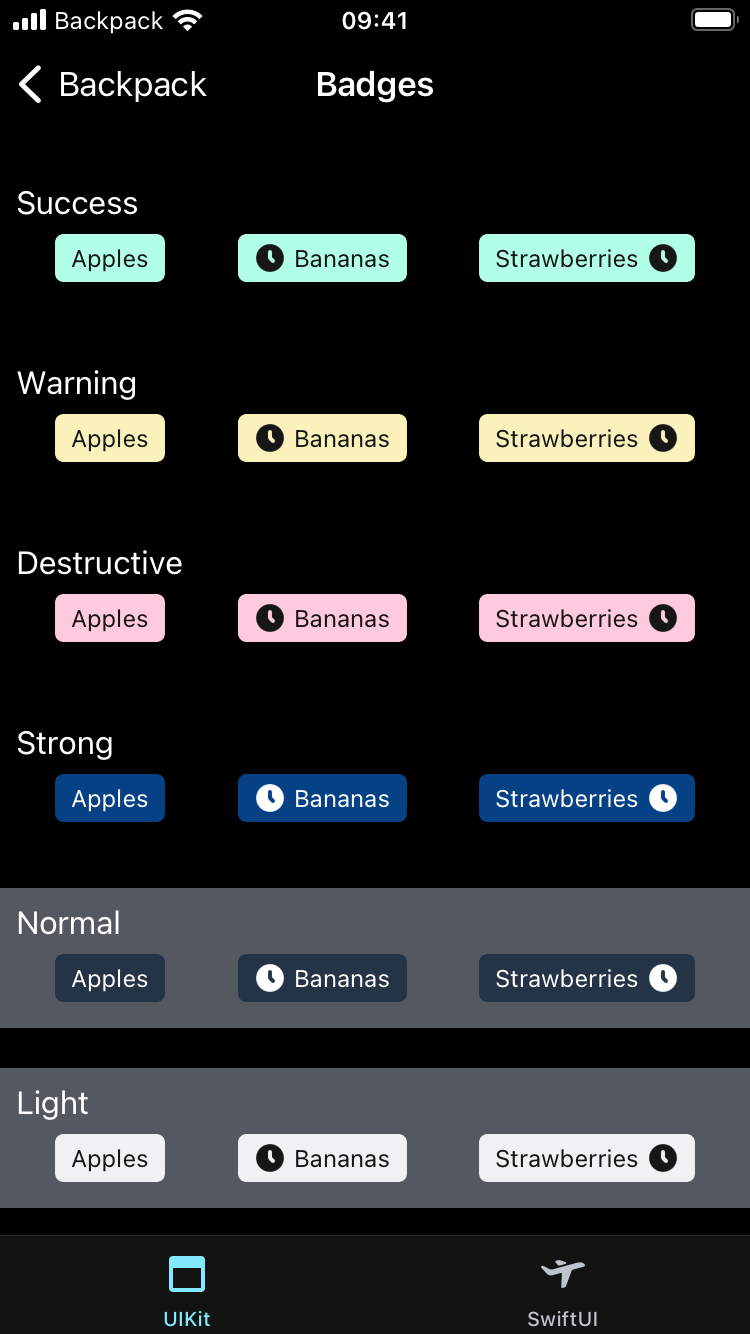 Backpack 09:41
Backpack Badges
Success
Apples Bananas Strawberries
Warning
Apples Bananas Strawberries
Destructive
Apples Bananas Strawberries
Strong
Apples Bananas Strawberries
Normal
Apples Bananas Strawberries
Light
Apples Bananas Strawberries
UIKit SwiftUI